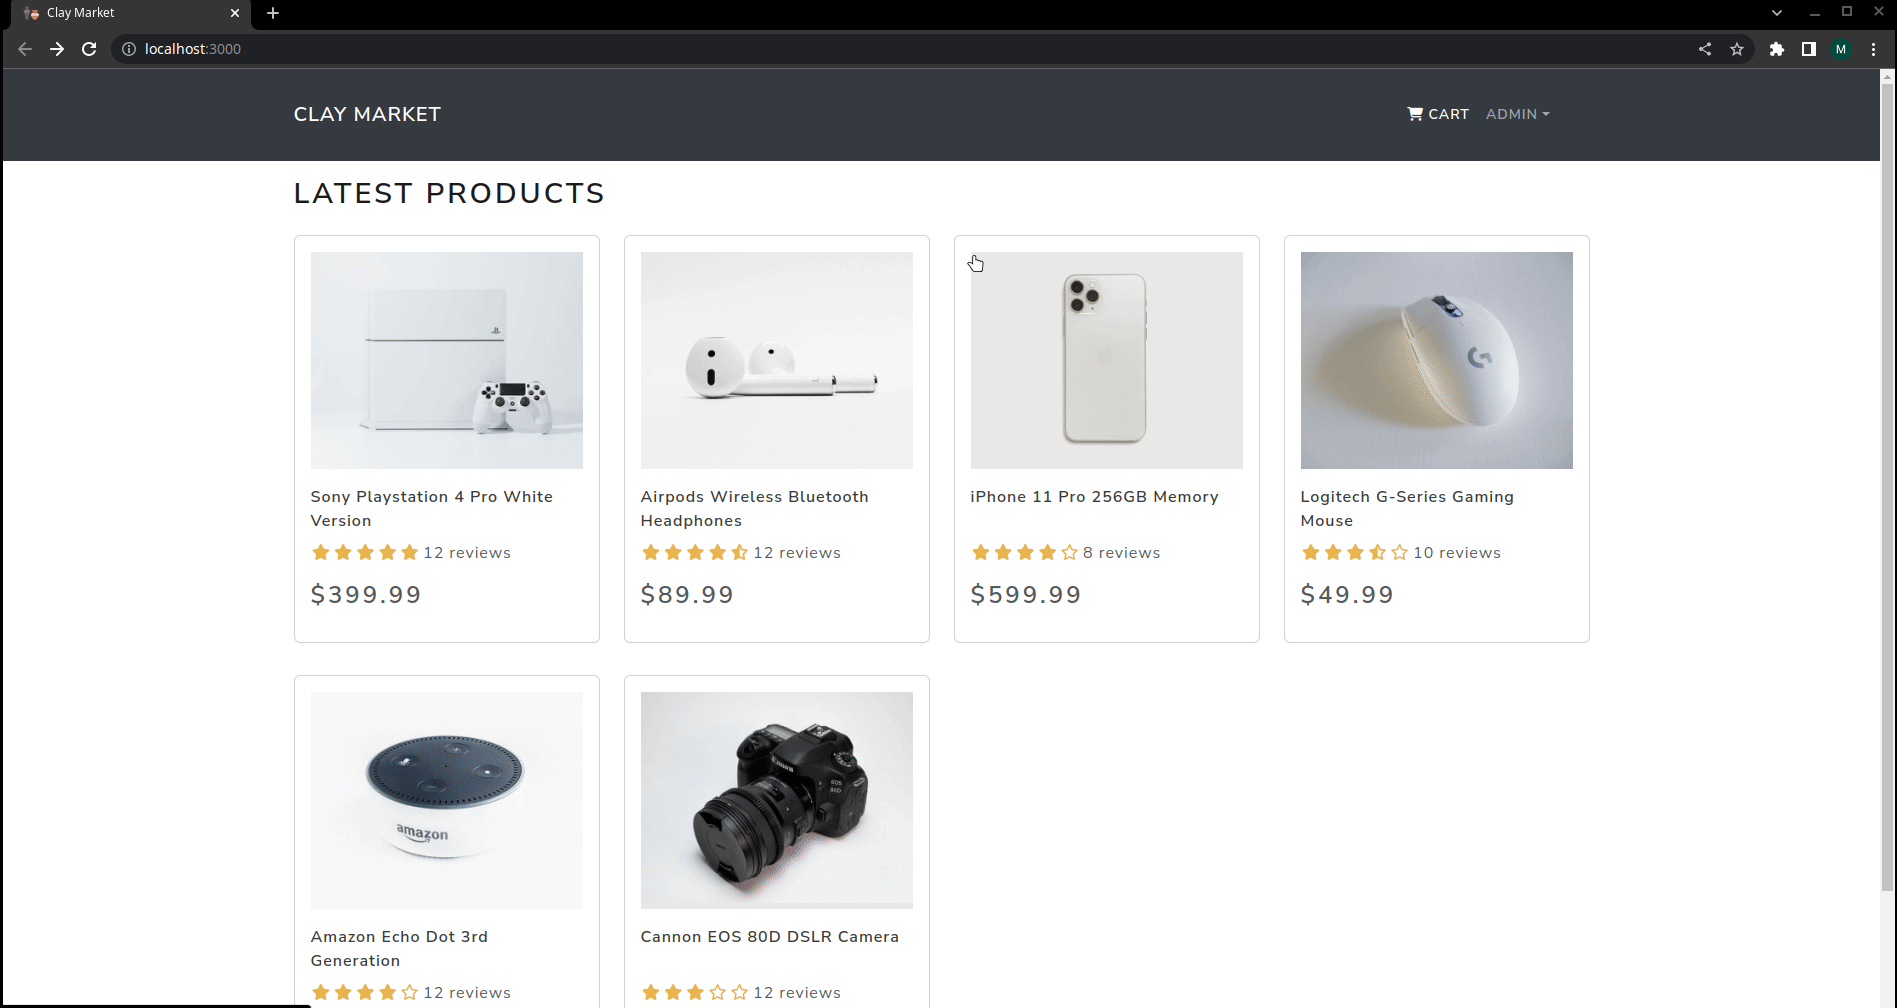 Clay Market
localhost:3000
M
CLAY MARKET
CART
ADMIN
LATEST PRODUCTS
Sony Playstation 4 Pro White
Version
12 reviews
$399.99
Airpods Wireless Bluetooth
Headphones
12 reviews
$89.99
iPhone 11 Pro 256GB Memory
8 reviews
$599.99
G
Logitech G-Series Gaming
Mouse
10 reviews
$49.99
amazon
Amazon Echo Dot 3rd
Generation
12 reviews
Canon
EOS
80D
Cannon EOS 80D DSLR Camera
12 reviews